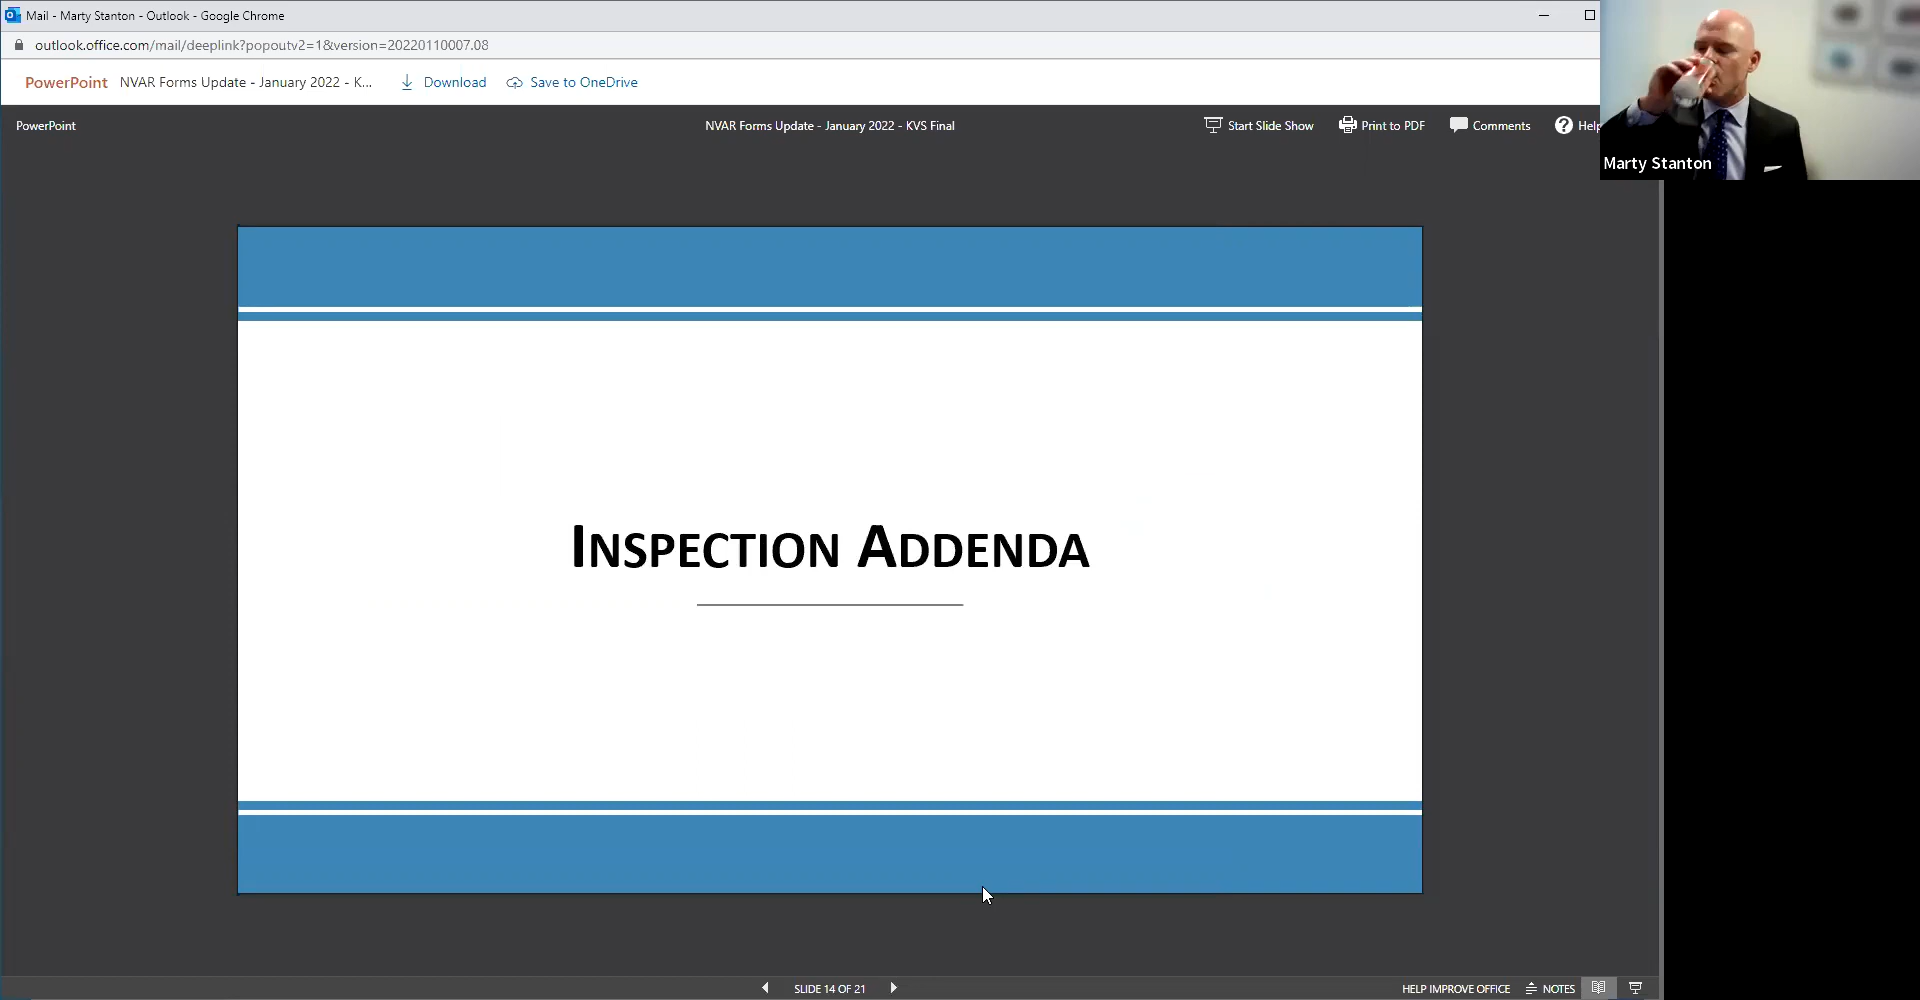 Mail - Marty Stanton - Outlook - Google Chrome
outlook.office.com/mail/deeplink?popoutv2=1&version=20220110007.08
PowerPoint NVAR Forms Update - January 2022 - K... Download Save to OneDrive
PowerPoint NVAR Forms Update - January 2022 - KVS Final Start Slide Show Print to PDF Comments Help
Marty Stanton
INSPECTION ADDENDA
SLIDE 14 OF 21 HELP IMPROVE OFFICE NOTES